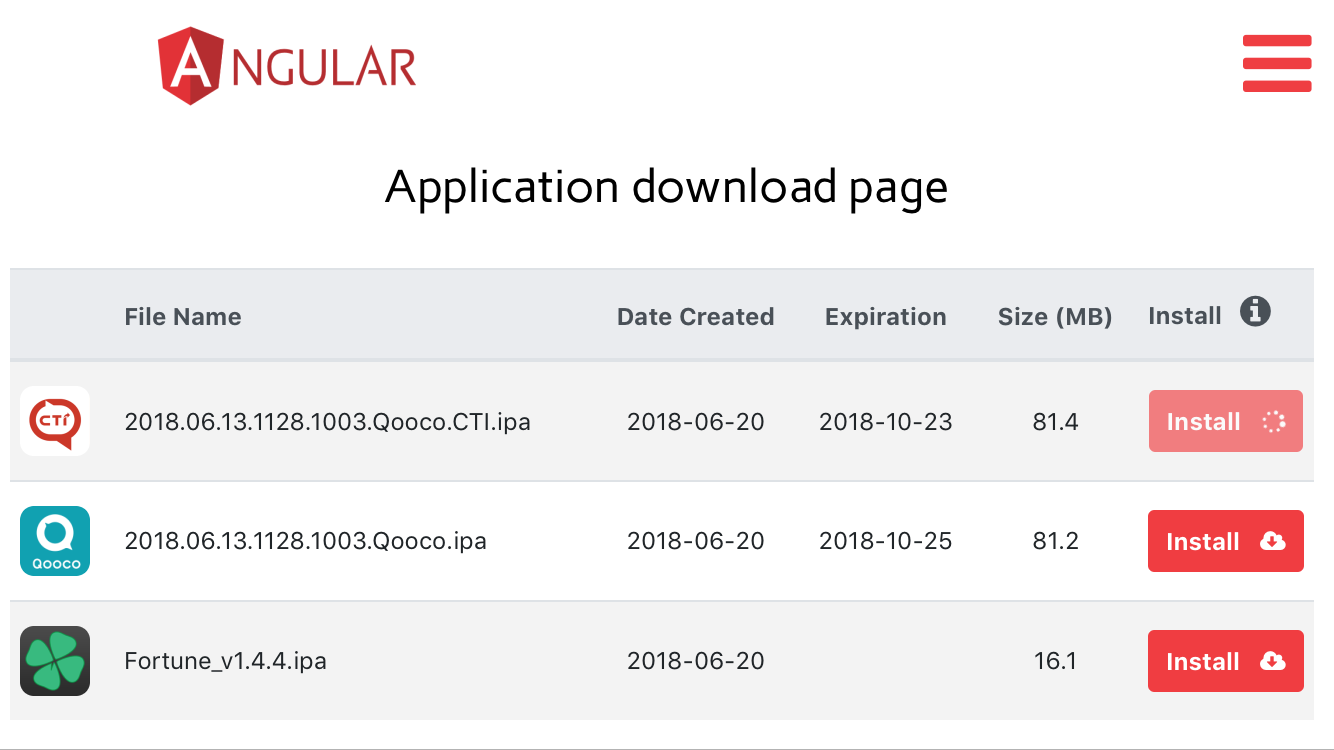 ANGULAR
Application download page
File Name Date Created Expiration Size (MB) Install
CTi 2018.06.13.1128.1003.Qooco.CTI.ipa 2018-06-20 2018-10-23 81.4 Install
2018.06.13.1128.1003.Qooco.ipa 2018-06-20 2018-10-25 81.2 Install
Qooco
Fortune_v1.4.4.ipa 2018-06-20 16.1 Install